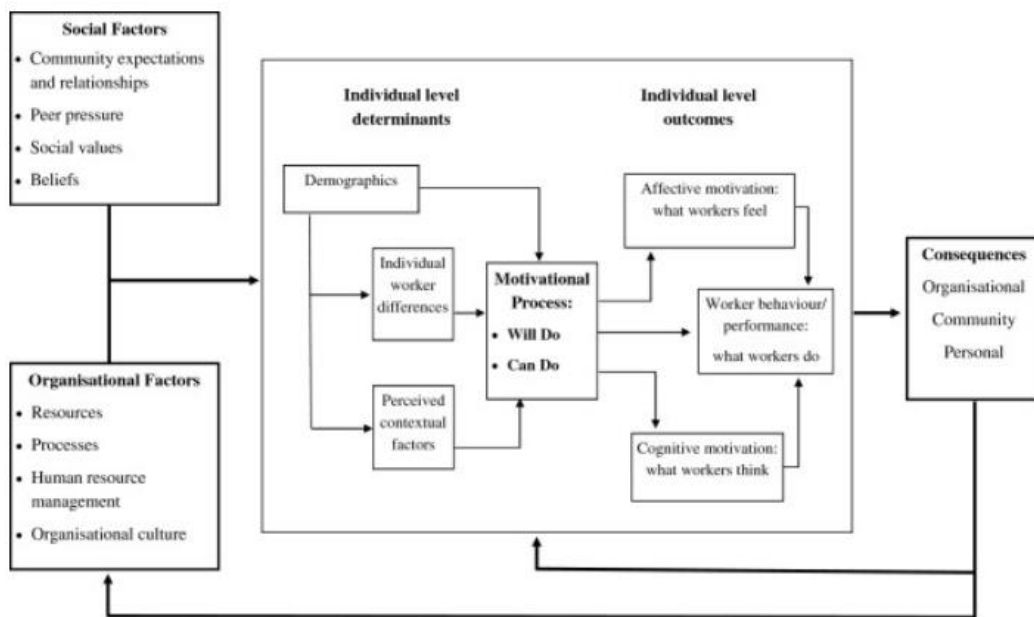 Social Factors
• Community expectations
and relationships
• Peer pressure
• Social values
• Beliefs
Organisational Factors
• Resources
• Processes
• Human resource
management
• Organisational culture
Individual level
determinants
Demographics
Individual
worker
differences
Perceived
contextual
factors
Motivational
Process:
• Will Do
• Can Do
Individual level
outcomes
Affective motivation:
what workers feel
Worker behaviour/
performance:
what workers do
Cognitive motivation:
what workers think
Consequences
Organisational
Community
Personal